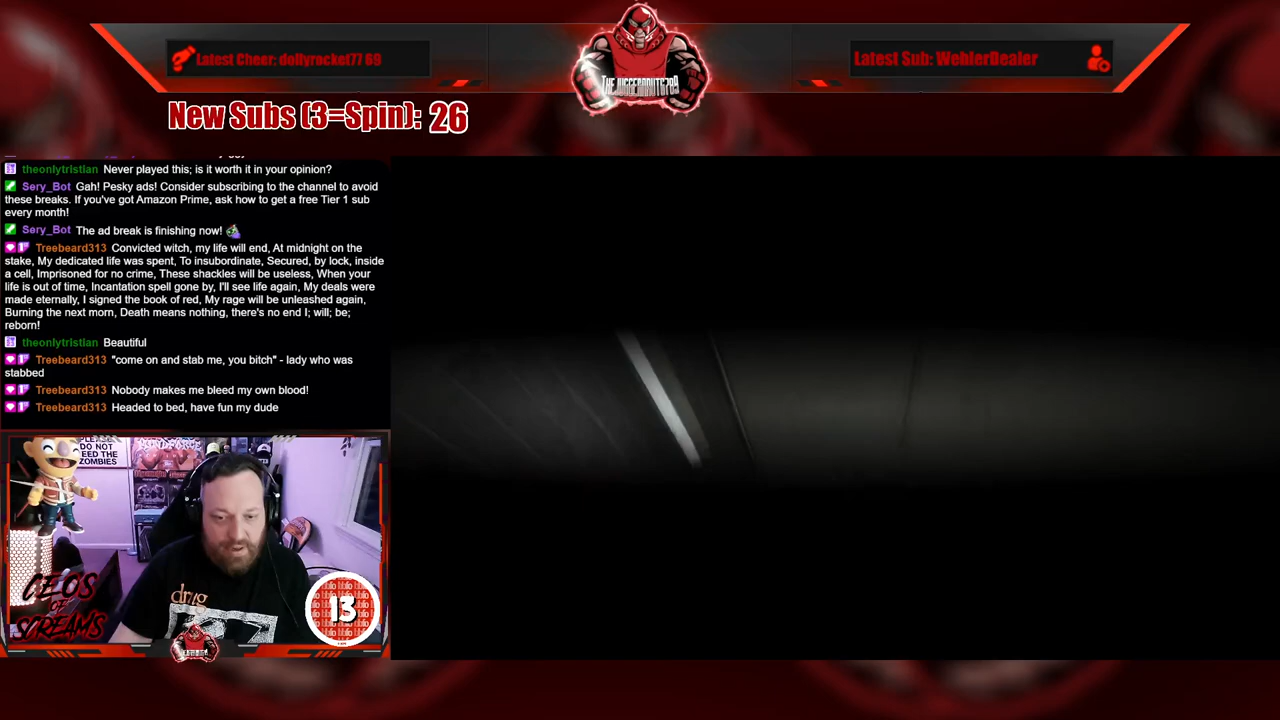 Latest Cheer: dollyrocket77 69
Latest Sub: WehlerDealer
THEJUGGERNAUT6789
New Subs (3=Spin): 26
theonlytristian Never played this; is it worth it in your opinion?
Sery_Bot Gah! Pesky ads! Consider subscribing to the channel to avoid
these breaks. If you've got Amazon Prime, ask how to get a free Tier 1 sub
every month!
Sery_Bot The ad break is finishing now!
Treebeard313 Convicted witch, my life will end, At midnight on the
stake, My dedicated life was spent, To insubordinate, Secured, by lock, inside
a cell, Imprisoned for no crime, These shackles will be useless, When your
life is out of time, Incantation spell gone by, I'll see life again, My deals were
made eternally, I signed the book of red, My rage will be unleashed again,
Burning the next morn, Death means nothing, there's no end I; will; be;
reborn!
theonlytristian Beautiful
Treebeard313 "come on and stab me, you bitch" - lady who was
stabbed
Treebeard313 Nobody makes me bleed my own blood!
Treebeard313 Headed to bed, have fun my dude
DO NOT
FEED THE
ZOMBIES
CEOS
OF
SCREAMS
drug
13